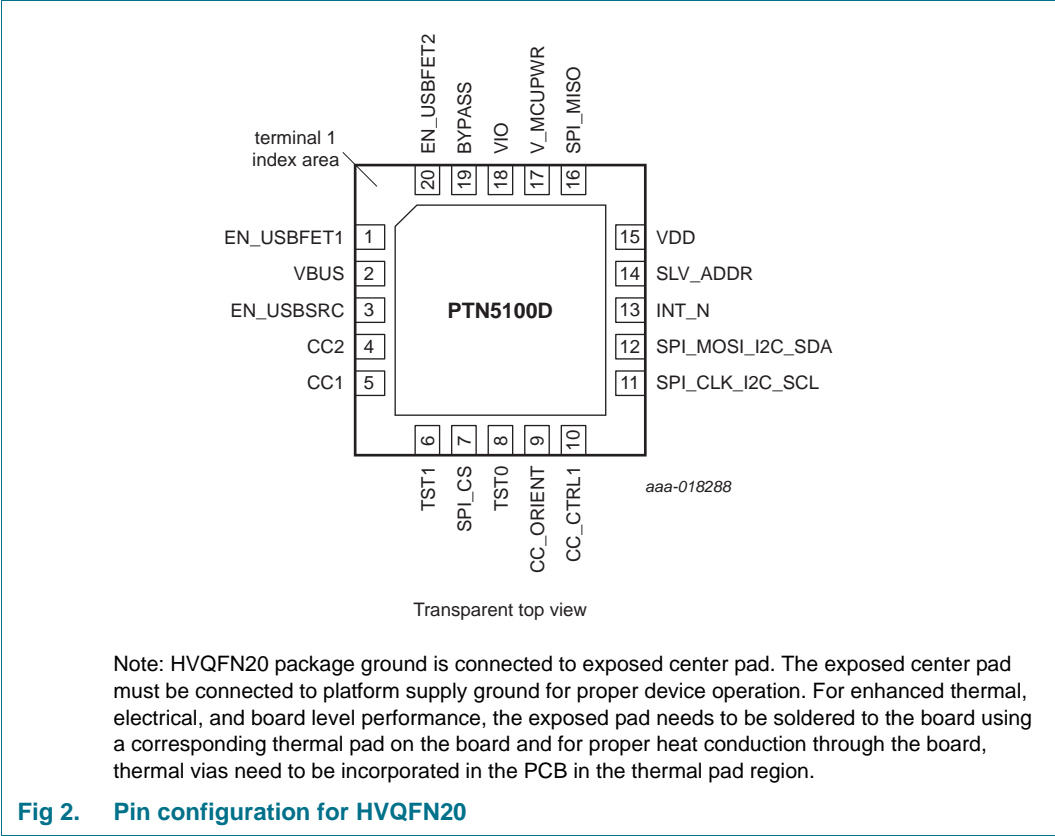 EN_USBFET2
BYPASS
VIO
V_MCUPWR
SPI_MISO
terminal 1
index area
20
19
18
17
16
EN_USBFET1 1
15 VDD
VBUS 2
14 SLV_ADDR
EN_USBSRC 3
PTN5100D
13 INT_N
CC2 4
12 SPI_MOSI_I2C_SDA
CC1 5
11 SPI_CLK_I2C_SCL
6
7
8
9
10
TST1
SPI_CS
TST0
CC_ORIENT
CC_CTRL1
aaa-018288
Transparent top view
Note: HVQFN20 package ground is connected to exposed center pad. The exposed center pad
must be connected to platform supply ground for proper device operation. For enhanced thermal,
electrical, and board level performance, the exposed pad needs to be soldered to the board using
a corresponding thermal pad on the board and for proper heat conduction through the board,
thermal vias need to be incorporated in the PCB in the thermal pad region.
Fig 2. Pin configuration for HVQFN20